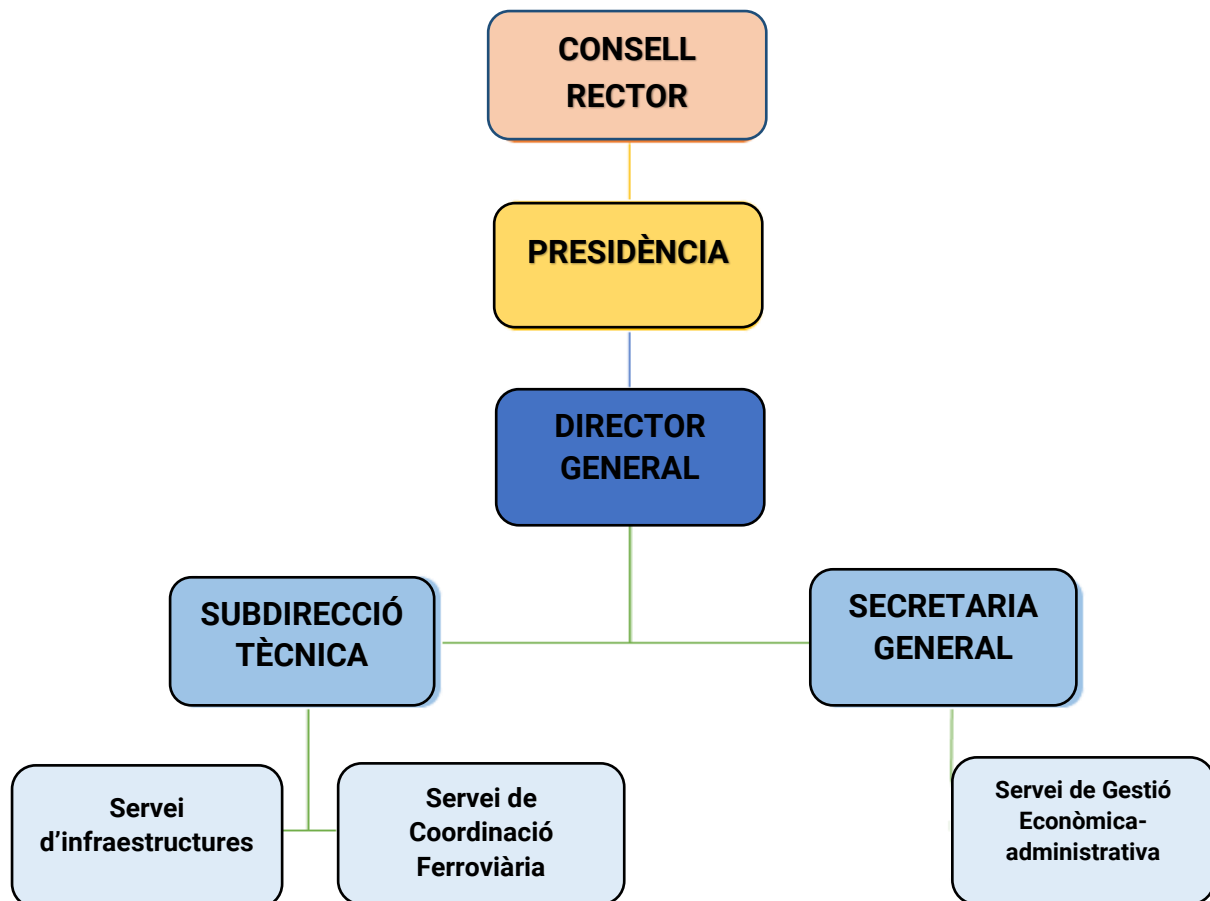 CONSELL
RECTOR
PRESIDÈNCIA
DIRECTOR
GENERAL
SUBDIRECCIÓ
TÈCNICA
SECRETARIA
GENERAL
Servei
d’infraestructures
Servei de
Coordinació
Ferroviària
Servei de Gestió
Econòmica-
administrativa